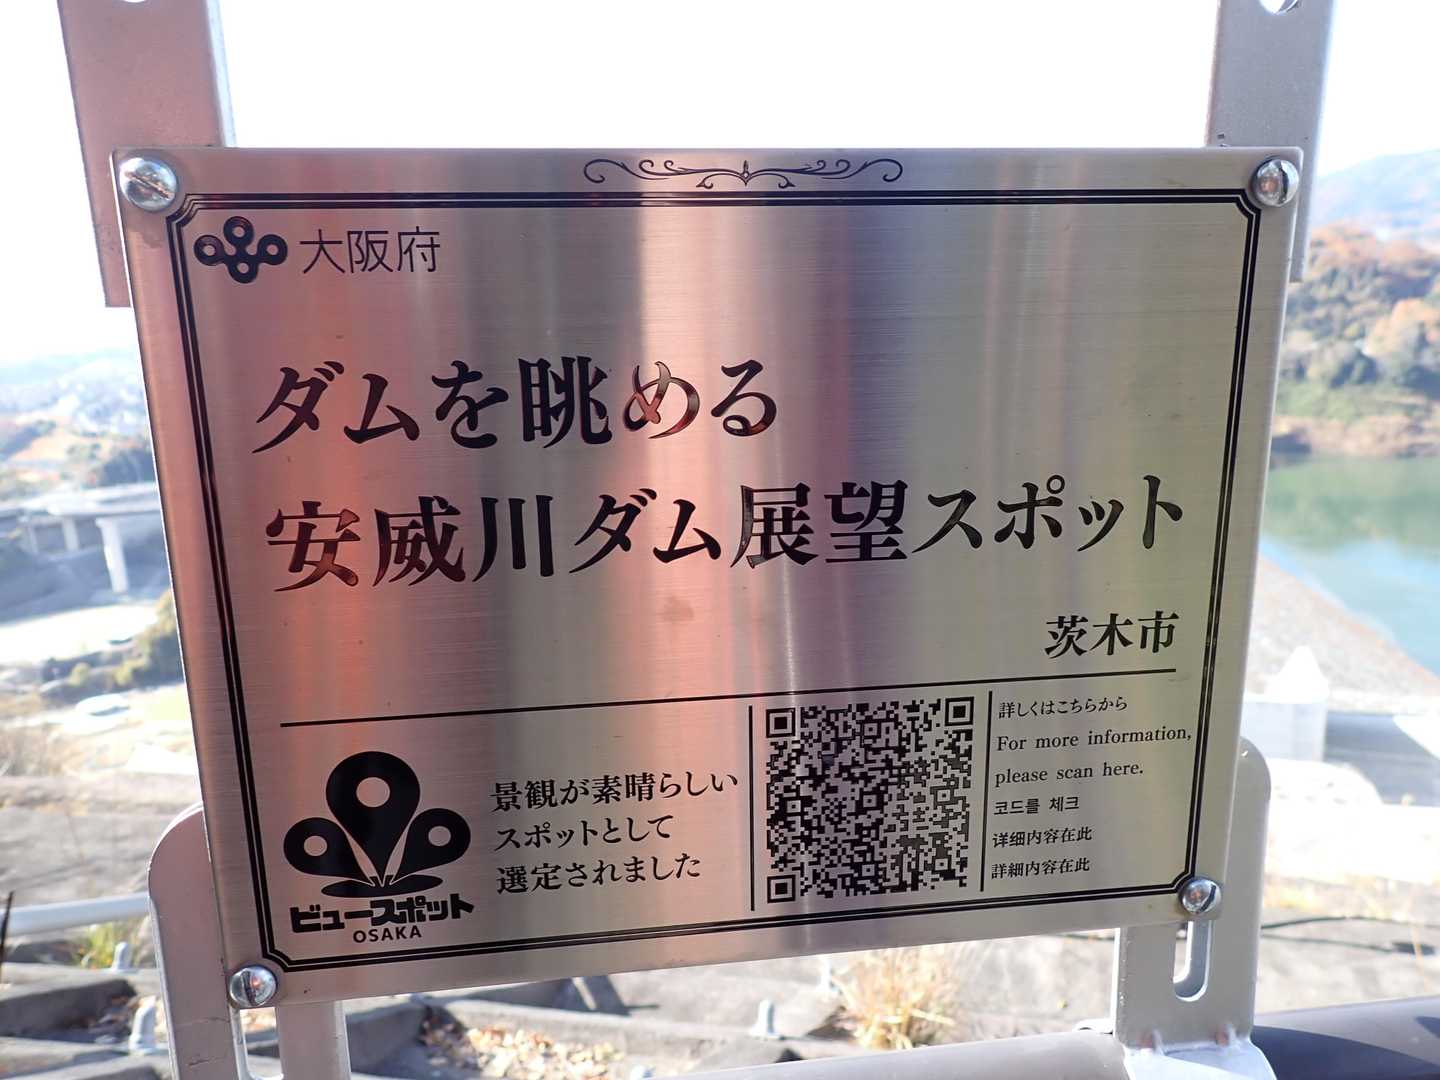 大阪府
ダムを眺める
安威川ダム展望スポット
茨木市
ビュースポット
OSAKA
景観が素晴らしい
スポットとして
選定されました
詳しくはこちらから
For more information,
please scan here.
코드를 체크
详细内容在此
詳細内容在此